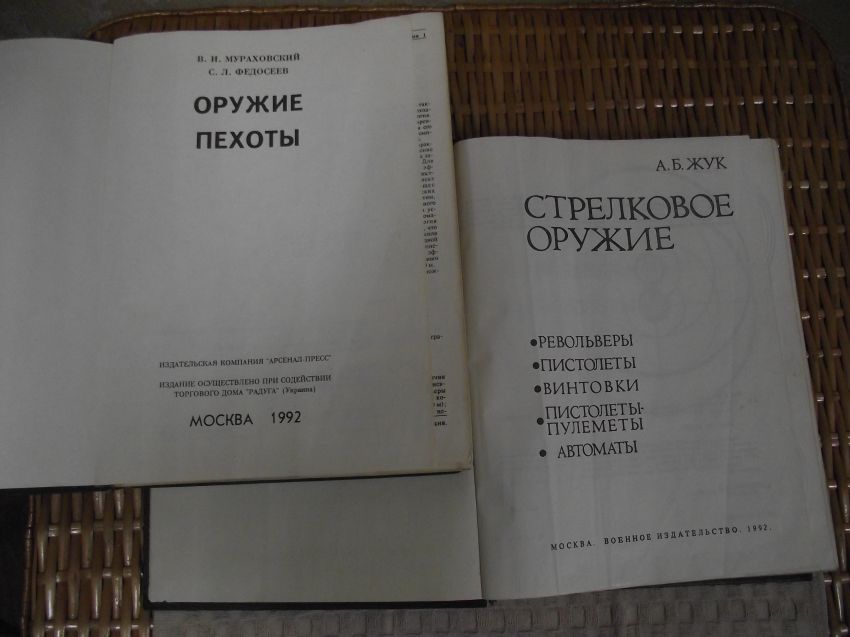 В. И. МУРАХОВСКИЙ
С. Л. ФЕДОСЕЕВ
ОРУЖИЕ
ПЕХОТЫ
ИЗДАТЕЛЬСКАЯ КОМПАНИЯ "АРСЕНАЛ-ПРЕСС"
ИЗДАНИЕ ОСУЩЕСТВЛЕНО ПРИ СОДЕЙСТВИИ
ТОРГОВОГО ДОМА "РАДУГА" (Украина)
МОСКВА 1992
А.Б.ЖУК
СТРЕЛКОВОЕ
ОРУЖИЕ
•РЕВОЛЬВЕРЫ
•ПИСТОЛЕТЫ
•ВИНТОВКИ
•ПИСТОЛЕТЫ-
ПУЛЕМЕТЫ
• АВТОМАТЫ
МОСКВА. ВОЕННОЕ ИЗДАТЕЛЬСТВО. 1992.